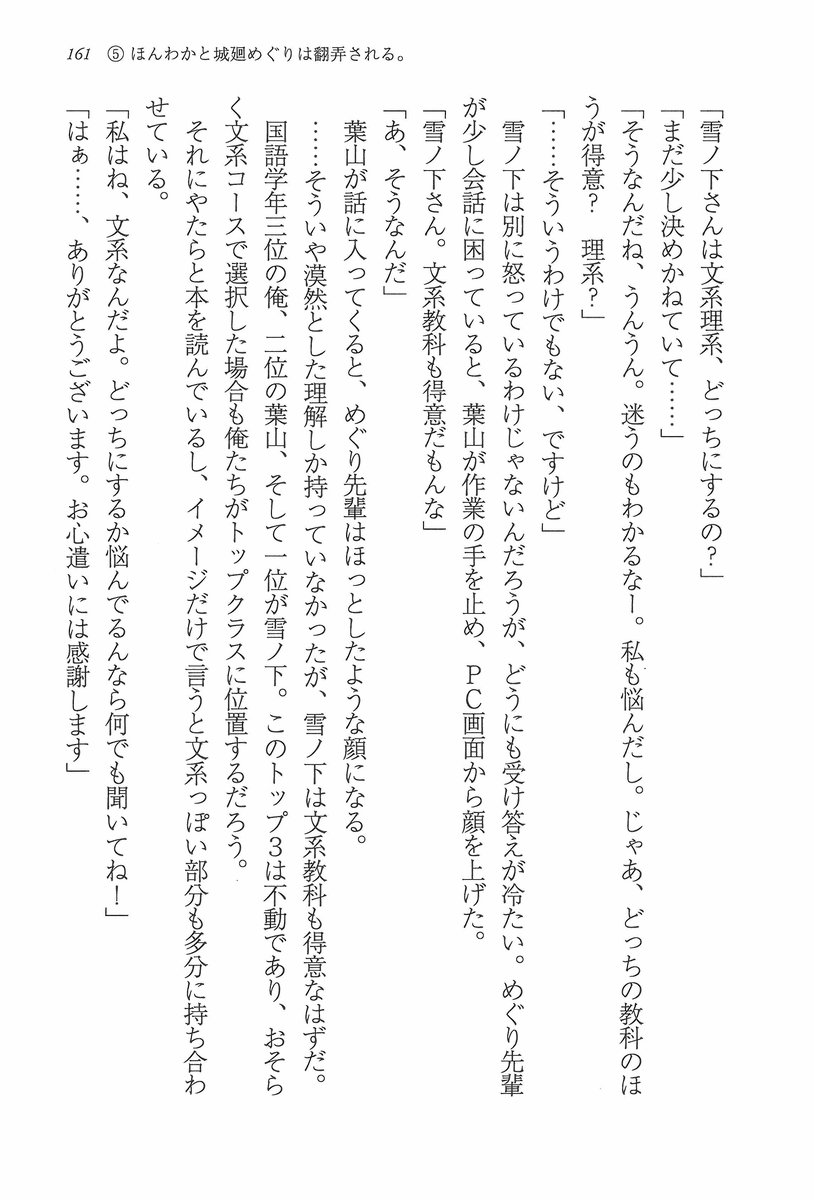 161 ⑤ ほんわかと城廻めぐりは翻弄される。
「雪ノ下さんは文系理系、どっちにするの？」
「まだ少し決めかねていて……」
「そうなんだね、うんうん。迷うのもわかるなー。私も悩んだし。じゃあ、どっちの教科のほ
うが得意？　理系？」
「……そういうわけでもない、ですけど」
　雪ノ下は別に怒っているわけじゃないんだろうが、どうにも受け答えが冷たい。めぐり先輩
が少し会話に困っていると、葉山が作業の手を止め、ＰＣ画面から顔を上げた。
「雪ノ下さん。文系教科も得意だもんな」
「あ、そうなんだ」
　葉山が話に入ってくると、めぐり先輩はほっとしたような顔になる。
　……そういや漠然とした理解しか持っていなかったが、雪ノ下は文系教科も得意なはずだ。
国語学年三位の俺、二位の葉山、そして一位が雪ノ下。このトップ３は不動であり、おそら
く文系コースで選択した場合も俺たちがトップクラスに位置するだろう。
　それにやたらと本を読んでいるし、イメージだけで言うと文系っぽい部分も多分に持ち合わ
せている。
「私はね、文系なんだよ。どっちにするか悩んでるんなら何でも聞いてね！」
「はぁ……、ありがとうございます。お心遣いには感謝します」